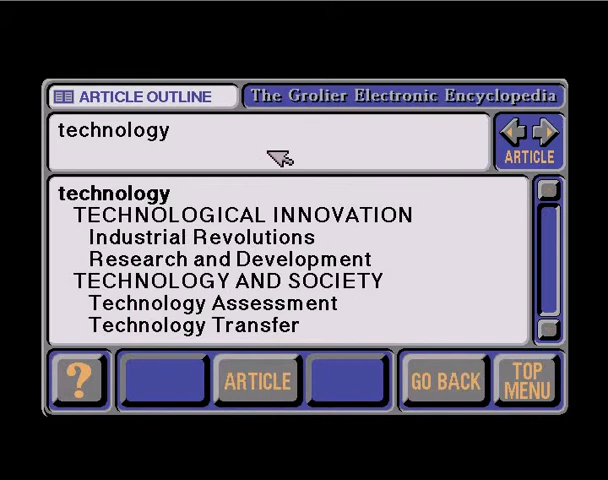 ARTICLE OUTLINE
The Grolier Electronic Encyclopedia
technology
ARTICLE
technology
TECHNOLOGICAL INNOVATION
Industrial Revolutions
Research and Development
TECHNOLOGY AND SOCIETY
Technology Assessment
Technology Transfer
?
ARTICLE
GO BACK
TOP
MENU